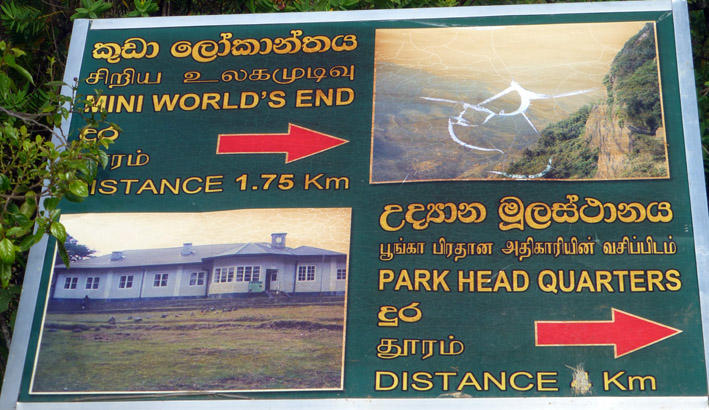 කුඩා ලෝකාන්තය
சிறிய உலகமுடிவு
MINI WORLD'S END
දුර
தூரம்
DISTANCE 1.75 Km
උද්‍යාන මූලස්ථානය
பூங்கா பிரதான அதிகாரியின் வசிப்பிடம்
PARK HEAD QUARTERS
දුර
தூரம்
DISTANCE Km